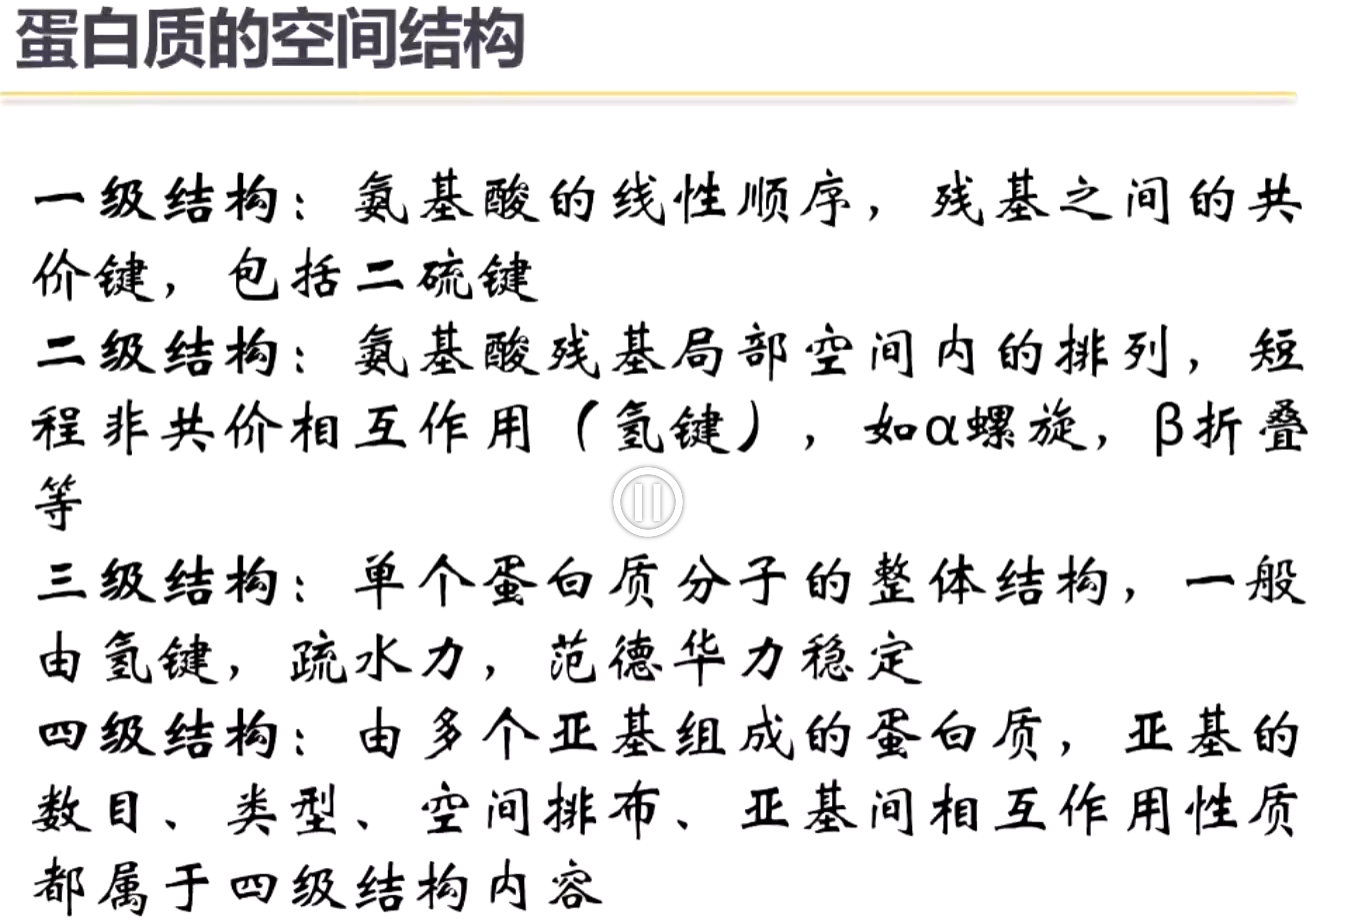 蛋白质的空间结构
一级结构：氨基酸的线性顺序，残基之间的共
价键，包括二硫键
二级结构：氨基酸残基局部空间内的排列，短
程非共价相互作用（氢键），如α螺旋，β折叠
等
三级结构：单个蛋白质分子的整体结构，一般
由氢键，疏水力，范德华力稳定
四级结构：由多个亚基组成的蛋白质，亚基的
数目、类型、空间排布、亚基间相互作用性质
都属于四级结构内容